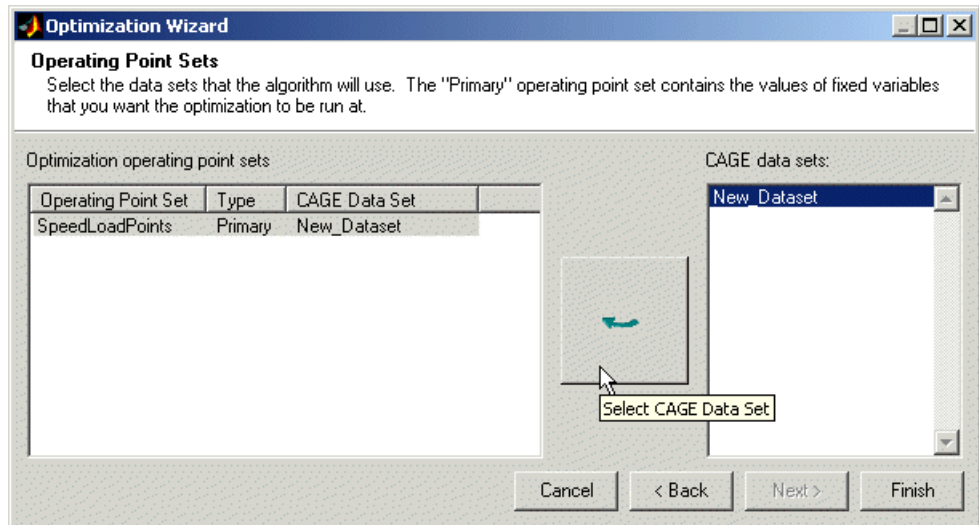 Optimization Wizard
Operating Point Sets
Select the data sets that the algorithm will use. The "Primary" operating point set contains the values of fixed variables
that you want the optimization to be run at.
Optimization operating point sets
CAGE data sets:
Operating Point Set Type CAGE Data Set
SpeedLoadPoints Primary New_Dataset
New_Dataset
Select CAGE Data Set
Cancel < Back Next > Finish